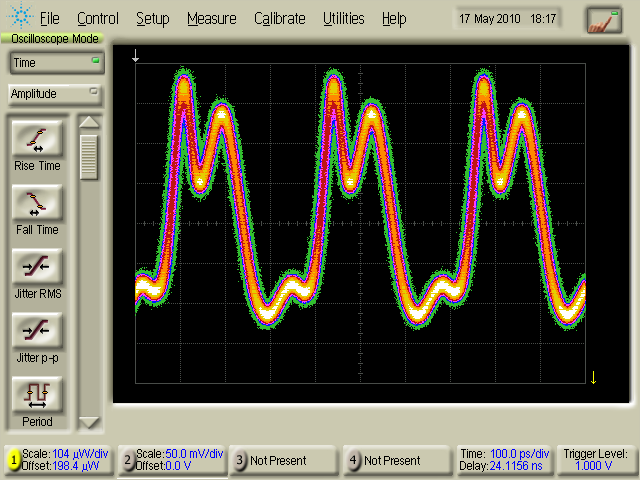 File Control Setup Measure Calibrate Utilities Help
17 May 2010 18:17
Oscilloscope Mode
Time
Amplitude
Rise Time
Fall Time
Jitter RMS
Jitter p-p
Period
1 Scale:104 µW/div
Offset:198.4 µW
2 Scale:50.0 mV/div
Offset:0.0 V
3 Not Present
4 Not Present
Time: 100.0 ps/div
Delay:24.1156 ns
Trigger Level:
1.000 V